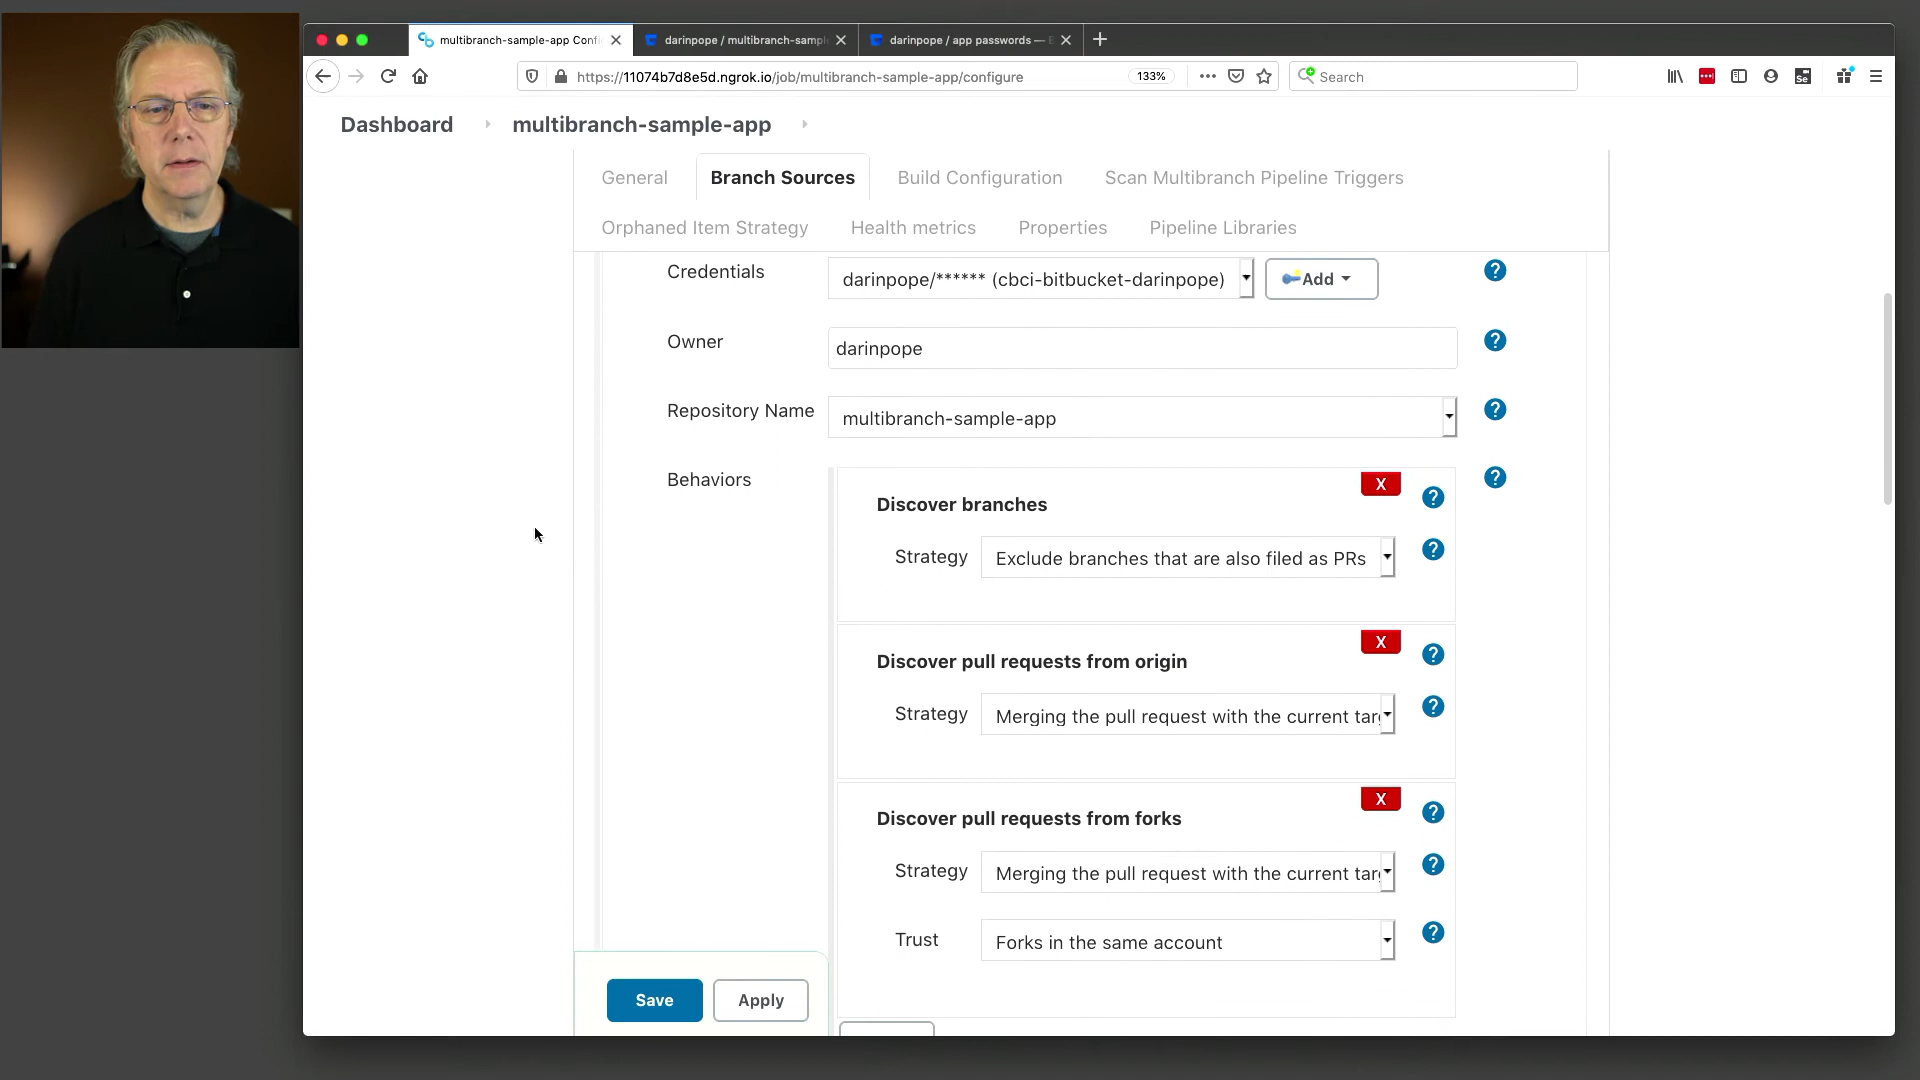 multibranch-sample-app Confi
darinpope / multibranch-sampl
darinpope / app passwords —
https://11074b7d8e5d.ngrok.io/job/multibranch-sample-app/configure
133%
Search
Se
Dashboard
multibranch-sample-app
General
Branch Sources
Build Configuration
Scan Multibranch Pipeline Triggers
Orphaned Item Strategy
Health metrics
Properties
Pipeline Libraries
Credentials
darinpope/****** (cbci-bitbucket-darinpope)
Add
?
Owner
darinpope
?
Repository Name
multibranch-sample-app
?
Behaviors
?
X
Discover branches
?
Strategy
Exclude branches that are also filed as PRs
?
X
Discover pull requests from origin
?
Strategy
Merging the pull request with the current targ
?
X
Discover pull requests from forks
?
Strategy
Merging the pull request with the current targ
?
Trust
Forks in the same account
?
Save
Apply